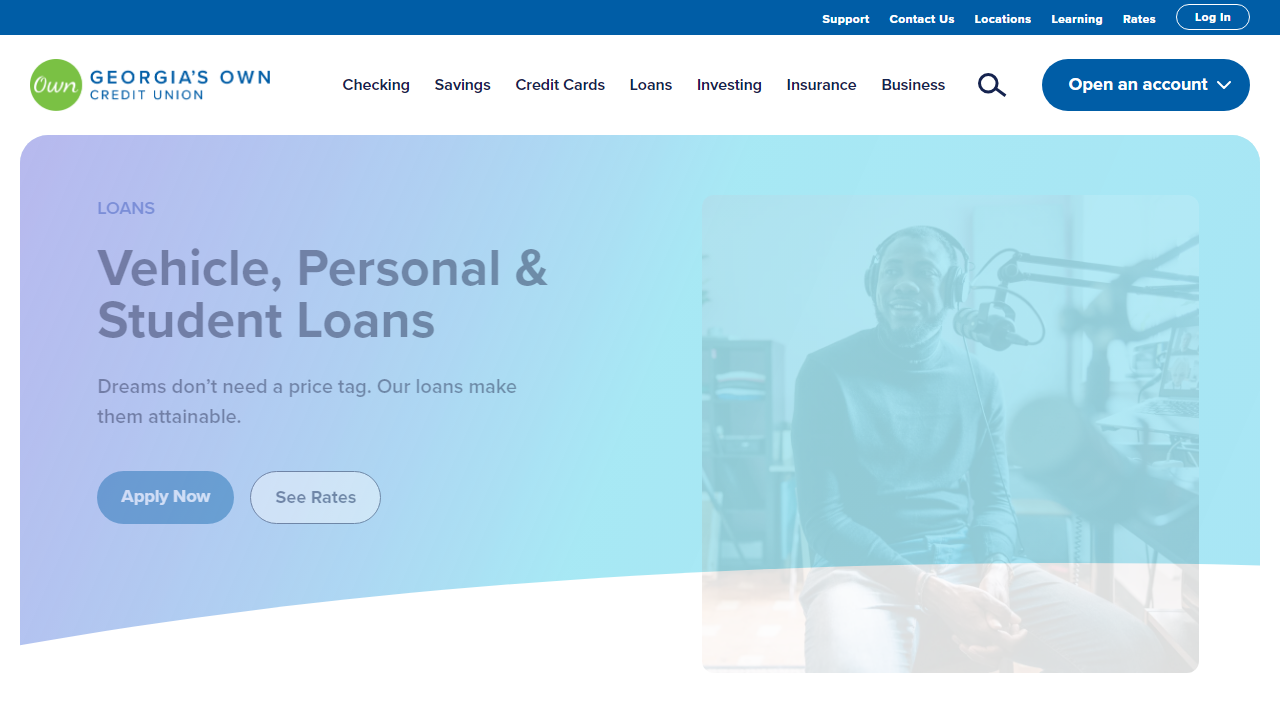 Support Contact Us Locations Learning Rates Log In
Own GEORGIA'S OWN
CREDIT UNION
Checking Savings Credit Cards Loans Investing Insurance Business Open an account
LOANS
Vehicle, Personal &
Student Loans
Dreams don’t need a price tag. Our loans make
them attainable.
Apply Now See Rates